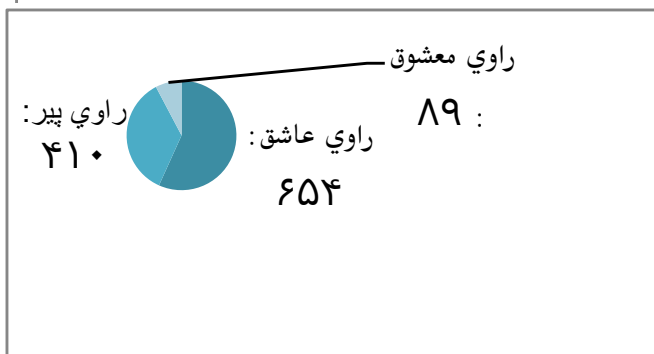 راوي معشوق
: ۸۹
راوي عاشق:
۶۵۴
راوي پير:
۴۱۰